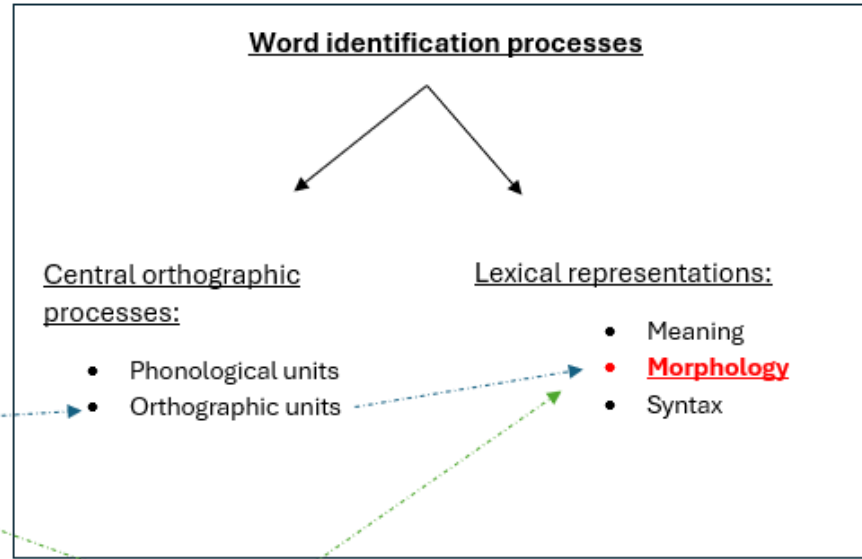 Word identification processes
Central orthographic
processes:
• Phonological units
• Orthographic units
Lexical representations:
• Meaning
• Morphology
• Syntax